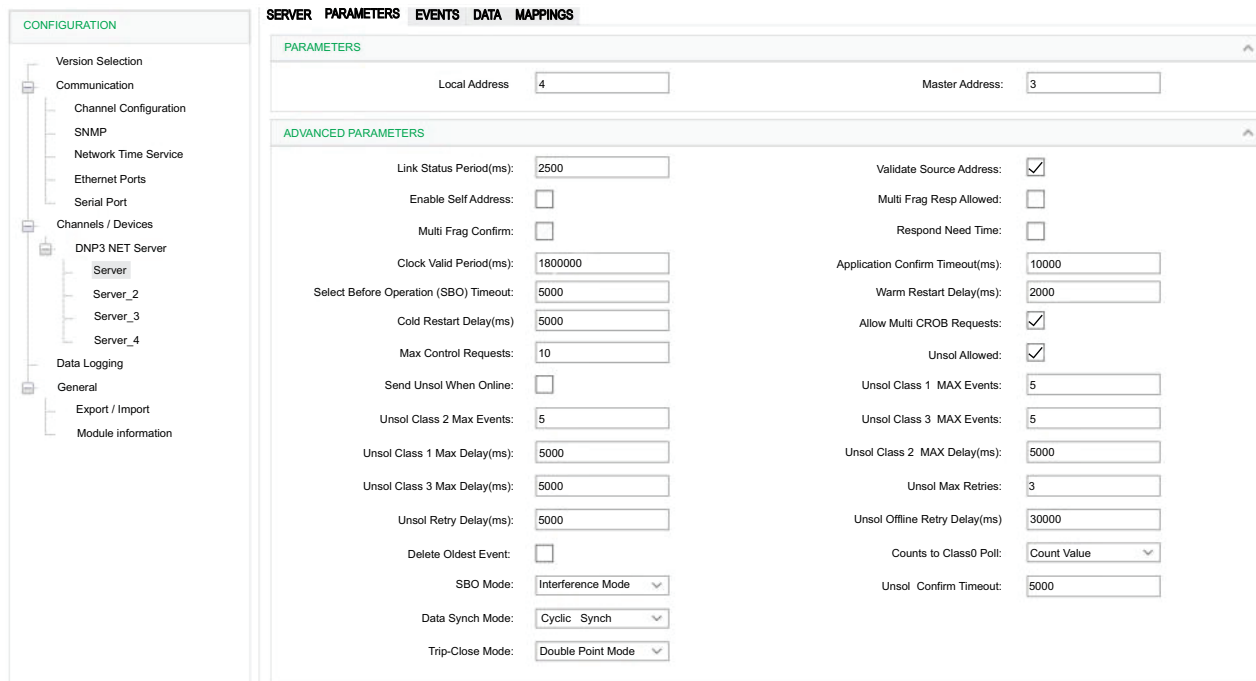 CONFIGURATION
Version Selection
Communication
Channel Configuration
SNMP
Network Time Service
Ethernet Ports
Serial Port
Channels / Devices
DNP3 NET Server
Server
Server_2
Server_3
Server_4
Data Logging
General
Export / Import
Module information
SERVER PARAMETERS EVENTS DATA MAPPINGS
PARAMETERS
Local Address 4 Master Address: 3
ADVANCED PARAMETERS
Link Status Period(ms): 2500 Validate Source Address:
Enable Self Address: Multi Frag Resp Allowed:
Multi Frag Confirm: Respond Need Time:
Clock Valid Period(ms): 1800000 Application Confirm Timeout(ms): 10000
Select Before Operation (SBO) Timeout: 5000 Warm Restart Delay(ms): 2000
Cold Restart Delay(ms) 5000 Allow Multi CROB Requests:
Max Control Requests: 10 Unsol Allowed:
Send Unsol When Online: Unsol Class 1 MAX Events: 5
Unsol Class 2 Max Events: 5 Unsol Class 3 MAX Events: 5
Unsol Class 1 Max Delay(ms): 5000 Unsol Class 2 MAX Delay(ms): 5000
Unsol Class 3 Max Delay(ms): 5000 Unsol Max Retries: 3
Unsol Retry Delay(ms): 5000 Unsol Offline Retry Delay(ms) 30000
Delete Oldest Event: Counts to Class0 Poll: Count Value
SBO Mode: Interference Mode Unsol Confirm Timeout: 5000
Data Synch Mode: Cyclic Synch
Trip-Close Mode: Double Point Mode